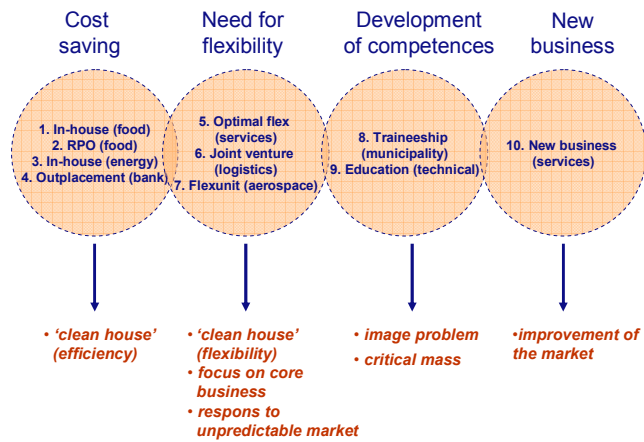 Cost
saving
Need for
flexibility
Development
of competences
New
business
1. In-house (food)
2. RPO (food)
3. In-house (energy)
4. Outplacement (bank)
5. Optimal flex
(services)
6. Joint venture
(logistics)
7. Flexunit (aerospace)
8. Traineeship
(municipality)
9. Education (technical)
10. New business
(services)
• ‘clean house’
(efficiency)
• ‘clean house’
(flexibility)
• focus on core
business
• respons to
unpredictable market
• image problem
• critical mass
•improvement of
the market